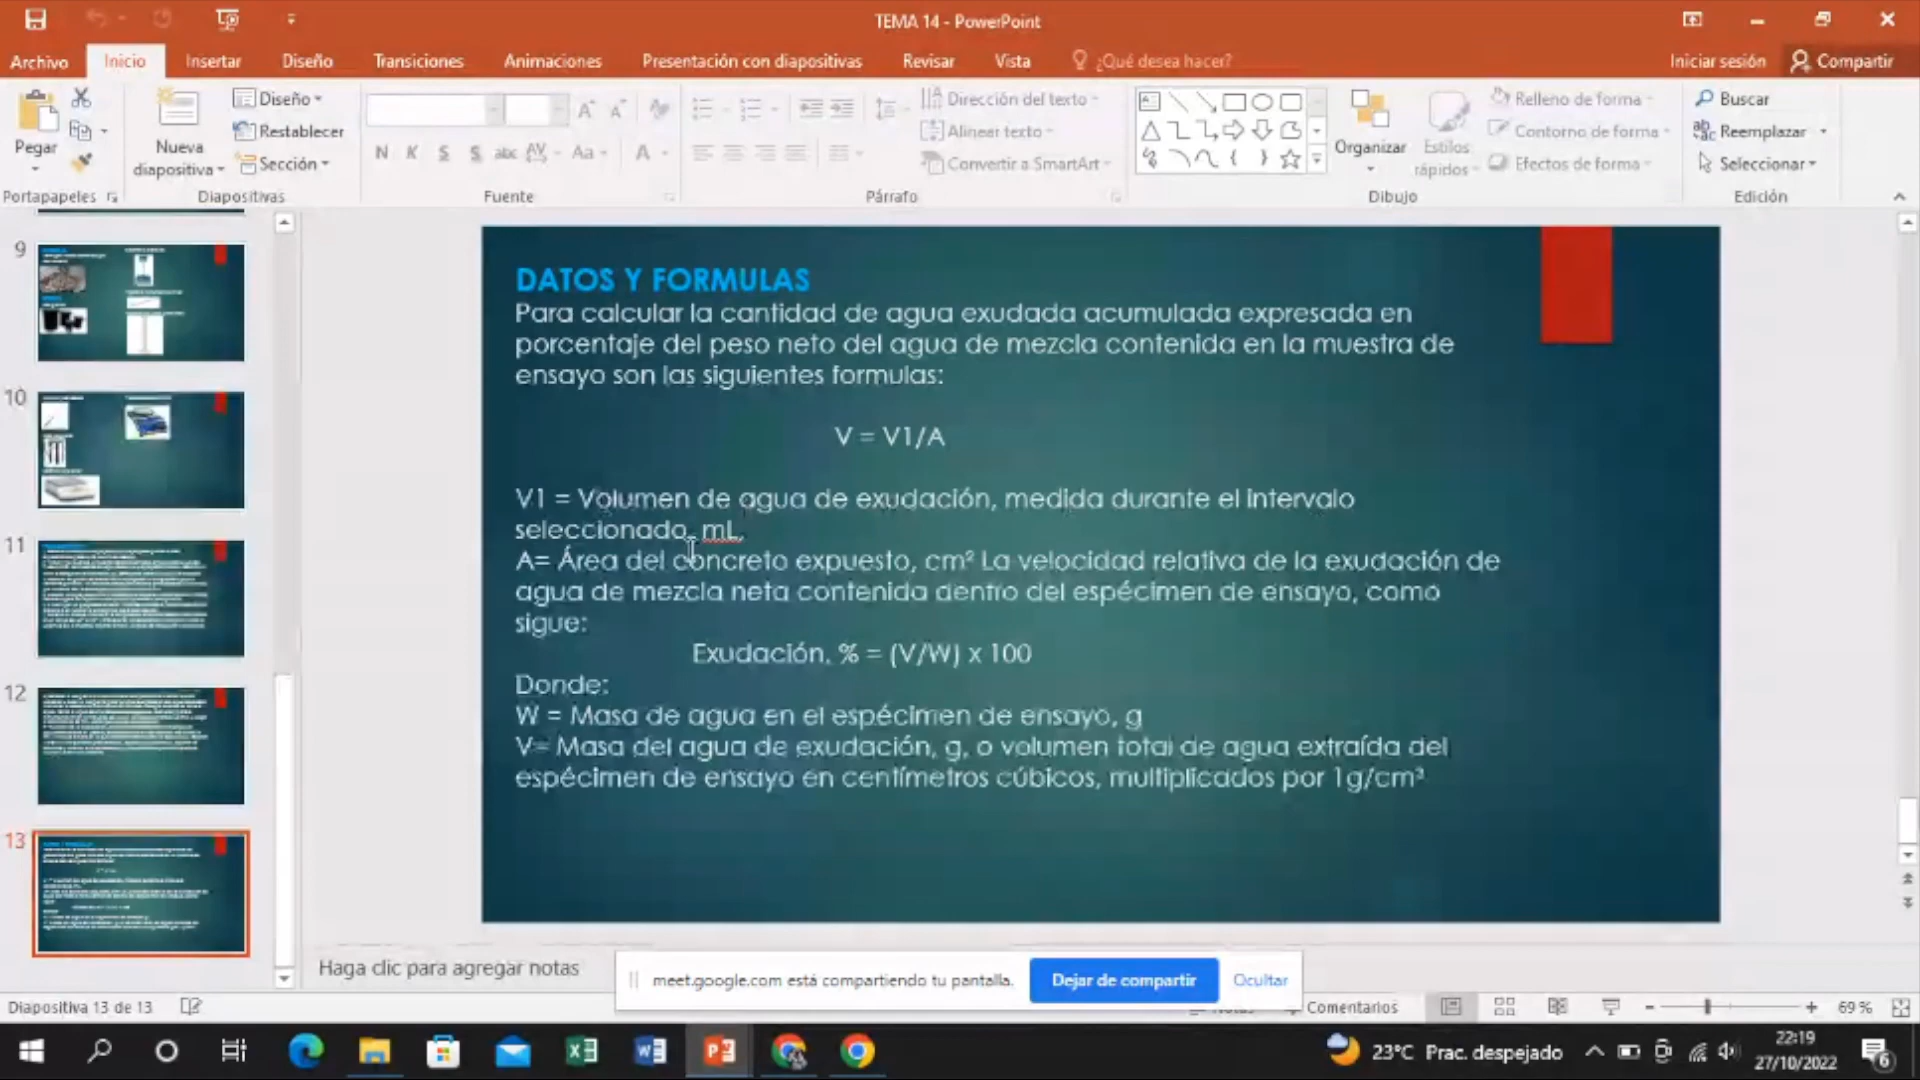 TEMA 14 - PowerPoint
Archivo Inicio Insertar Diseño Transiciones Animaciones Presentación con diapositivas Revisar Vista ¿Qué desea hacer? Iniciar sesión Compartir
Pegar
Nueva diapositiva
Diseño
Restablecer
Sección
N K S S abc AV Aa A
Dirección del texto
Alinear texto
Convertir a SmartArt
Organizar
Estilos rápidos
Relleno de forma
Contorno de forma
Efectos de forma
Buscar
Reemplazar
Seleccionar
Portapapeles Diapositivas Fuente Párrafo Dibujo Edición
9
10
11
12
13
DATOS Y FORMULAS
Para calcular la cantidad de agua exudada acumulada expresada en
porcentaje del peso neto del agua de mezcla contenida en la muestra de
ensayo son las siguientes formulas:
V = V1/A
V1 = Volumen de agua de exudación, medida durante el intervalo
seleccionado, mL.
A= Área del concreto expuesto, cm² La velocidad relativa de la exudación de
agua de mezcla neta contenida dentro del espécimen de ensayo, como
sigue:
Exudación, % = (V/W) x 100
Donde:
W = Masa de agua en el espécimen de ensayo, g
V= Masa del agua de exudación, g, o volumen total de agua extraída del
espécimen de ensayo en centímetros cúbicos, multiplicados por 1g/cm³
Haga clic para agregar notas
meet.google.com está compartiendo tu pantalla. Dejar de compartir Ocultar
Diapositiva 13 de 13 Comentarios 69 %
23°C Prac. despejado
22:19
27/10/2022
6